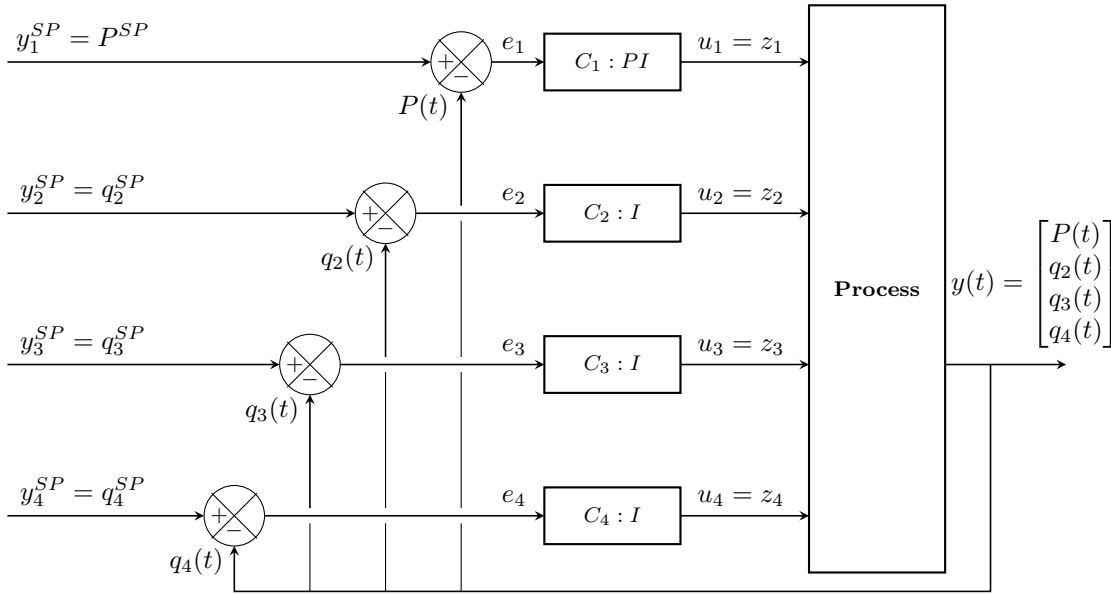 y_1^{SP} = P^{SP}
+
−
e_1
C_1 : PI
u_1 = z_1
P(t)
y_2^{SP} = q_2^{SP}
+
−
e_2
C_2 : I
u_2 = z_2
q_2(t)
Process
y(t) = [P(t)
q_2(t)
q_3(t)
q_4(t)]
y_3^{SP} = q_3^{SP}
+
−
e_3
C_3 : I
u_3 = z_3
q_3(t)
y_4^{SP} = q_4^{SP}
+
−
e_4
C_4 : I
u_4 = z_4
q_4(t)